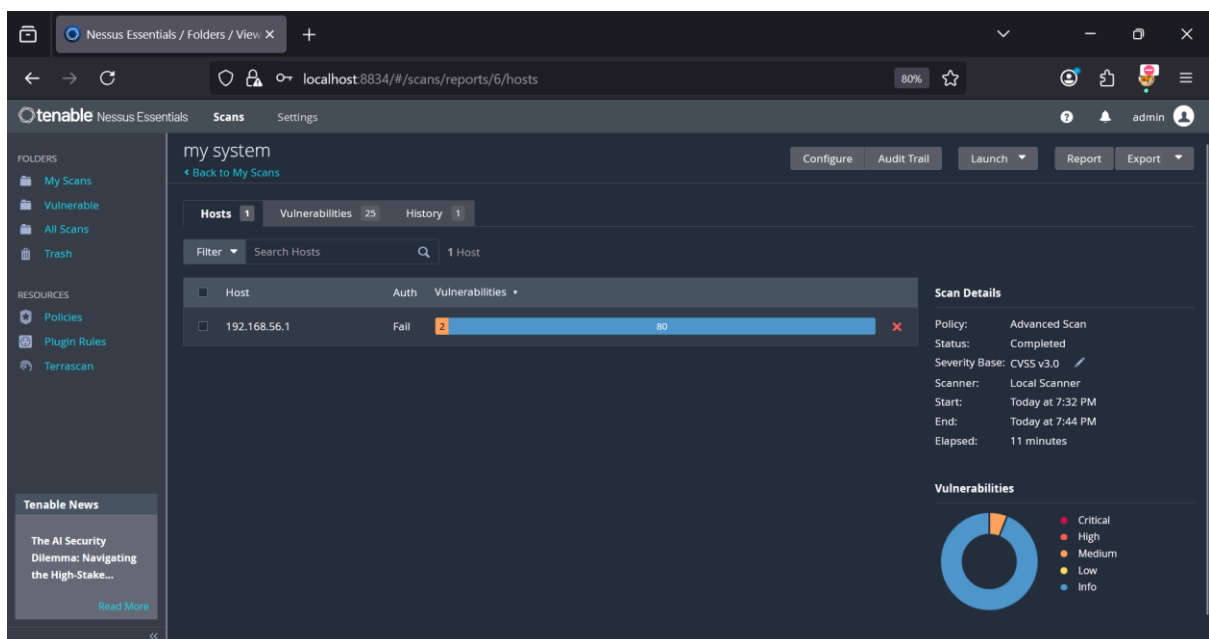 Nessus Essentials / Folders / View
localhost:8834/#/scans/reports/6/hosts
80%
tenable Nessus Essentials
Scans
Settings
admin
FOLDERS
My Scans
Vulnerable
All Scans
Trash
RESOURCES
Policies
Plugin Rules
Terrascan
Tenable News
The AI Security
Dilemma: Navigating
the High-Stake...
Read More
my system
Back to My Scans
Configure
Audit Trail
Launch
Report
Export
Hosts 1
Vulnerabilities 25
History 1
Filter
Search Hosts
1 Host
Host Auth Vulnerabilities
192.168.56.1 Fail 2 80
Scan Details
Policy: Advanced Scan
Status: Completed
Severity Base: CVSS v3.0
Scanner: Local Scanner
Start: Today at 7:32 PM
End: Today at 7:44 PM
Elapsed: 11 minutes
Vulnerabilities
Critical
High
Medium
Low
Info